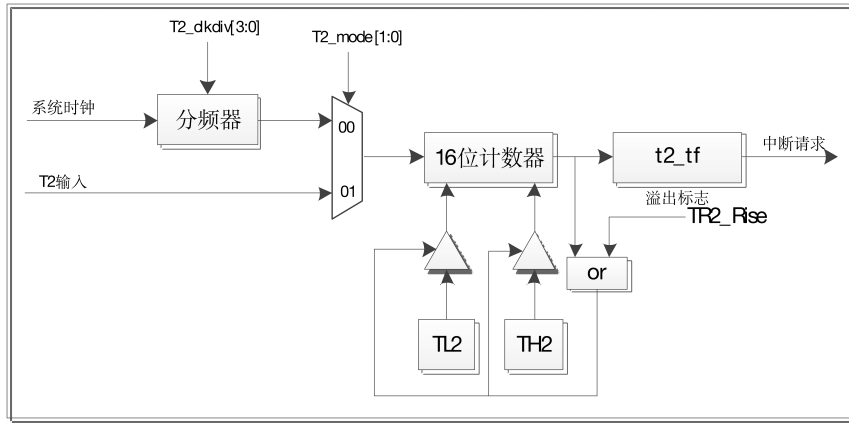 T2_clkdiv[3:0]
T2_mode[1:0]
系统时钟
分频器
00
16位计数器
t2_tf
中断请求
T2输入
01
溢出标志
TR2_Rise
or
TL2
TH2